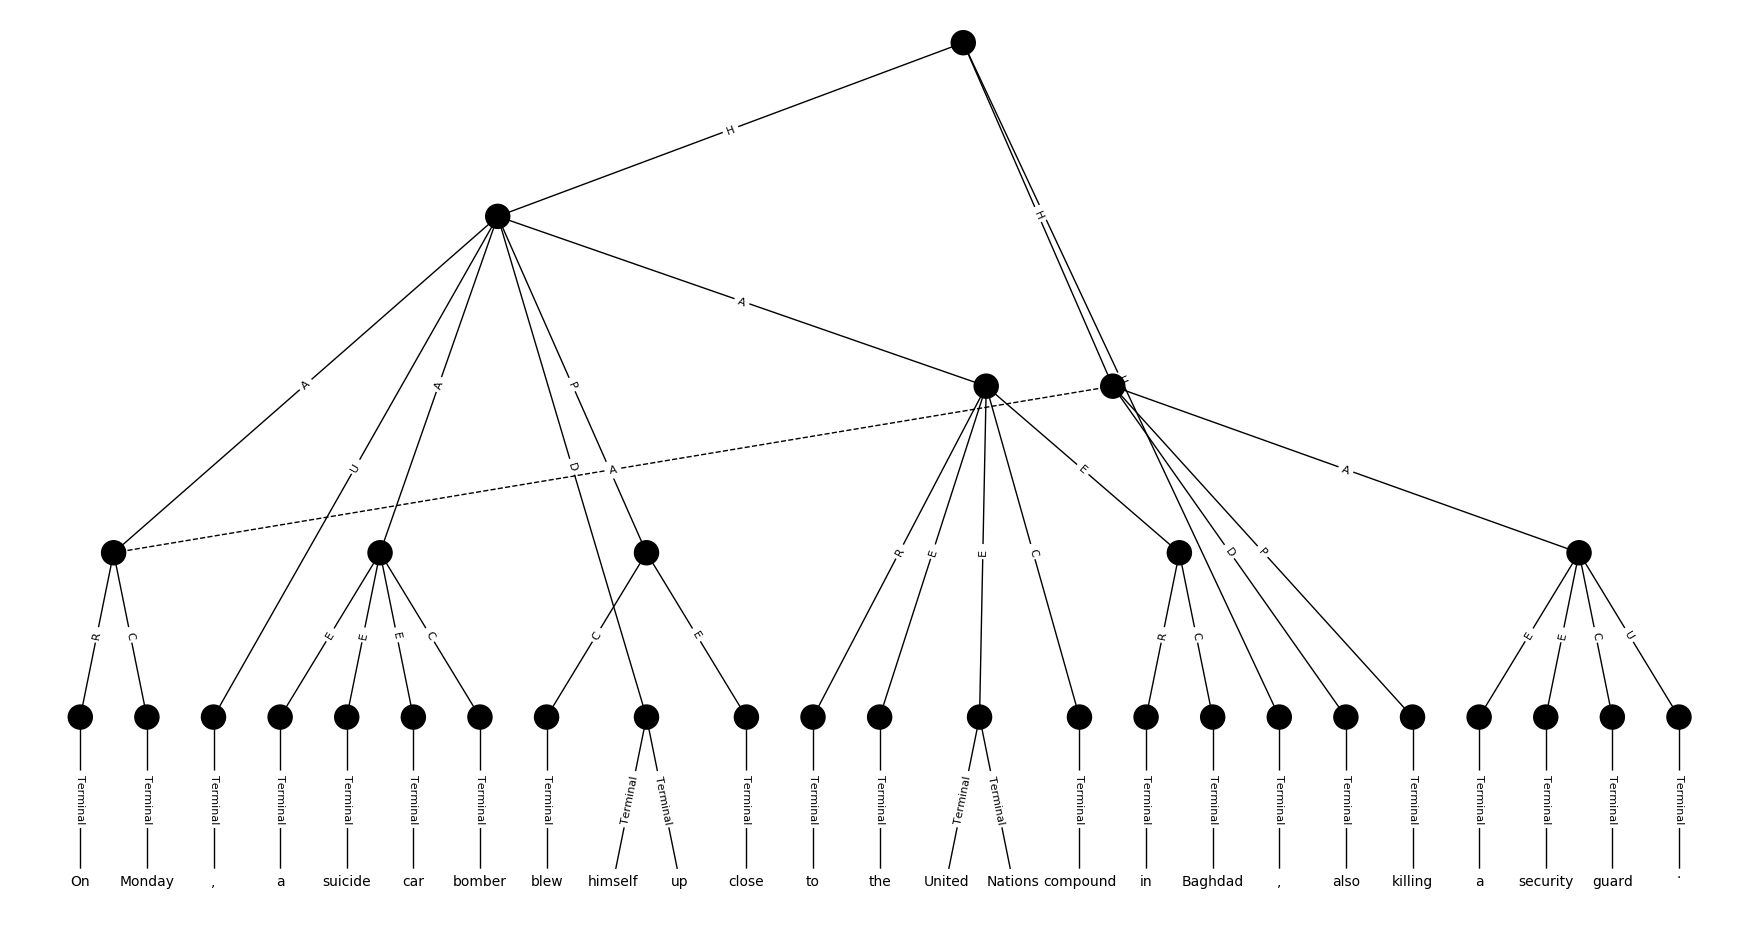 H
H
A
U
A
A
U
A
P
D
A
A
R
E
E
C
E
D
P
R
C
E
E
E
C
C
E
R
C
E
E
C
U
Terminal Terminal Terminal Terminal Terminal Terminal Terminal Terminal Terminal Terminal Terminal Terminal Terminal Terminal Terminal Terminal Terminal Terminal Terminal Terminal Terminal Terminal Terminal Terminal Terminal
On Monday , a suicide car bomber blew himself up close to the United Nations compound in Baghdad , also killing a security guard .